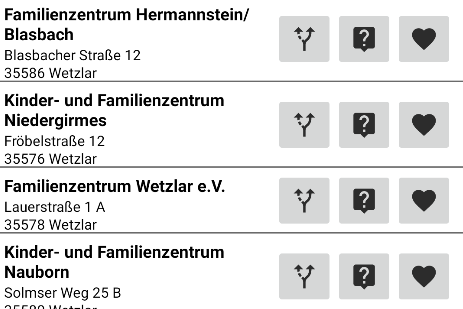 Familienzentrum Hermannstein/
Blasbach
Blasbacher Straße 12
35586 Wetzlar
Kinder- und Familienzentrum
Niedergirmes
Fröbelstraße 12
35576 Wetzlar
Familienzentrum Wetzlar e.V.
Lauerstraße 1 A
35578 Wetzlar
Kinder- und Familienzentrum
Nauborn
Solmser Weg 25 B